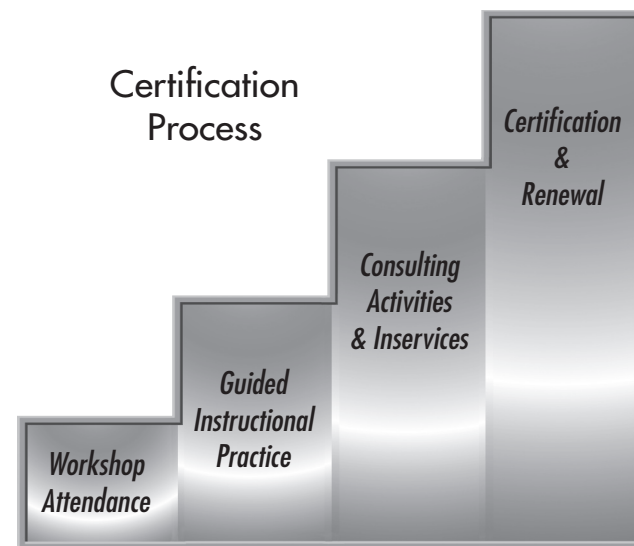 Certification
Process
Workshop
Attendance
Guided
Instructional
Practice
Consulting
Activities
& Inservices
Certification
&
Renewal